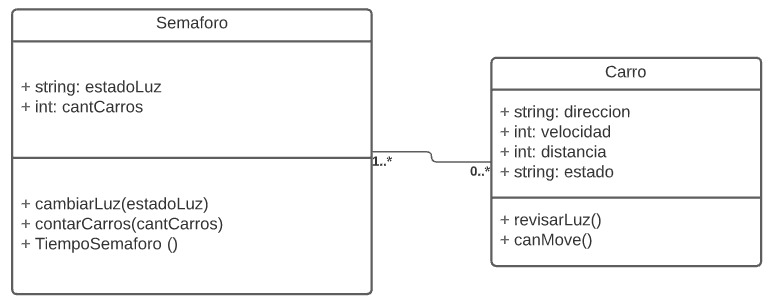 Semaforo
+ string: estadoLuz
+ int: cantCarros
+ cambiarLuz(estadoLuz)
+ contarCarros(cantCarros)
+ TiempoSemaforo ()
1..*
0..*
Carro
+ string: direccion
+ int: velocidad
+ int: distancia
+ string: estado
+ revisarLuz()
+ canMove()